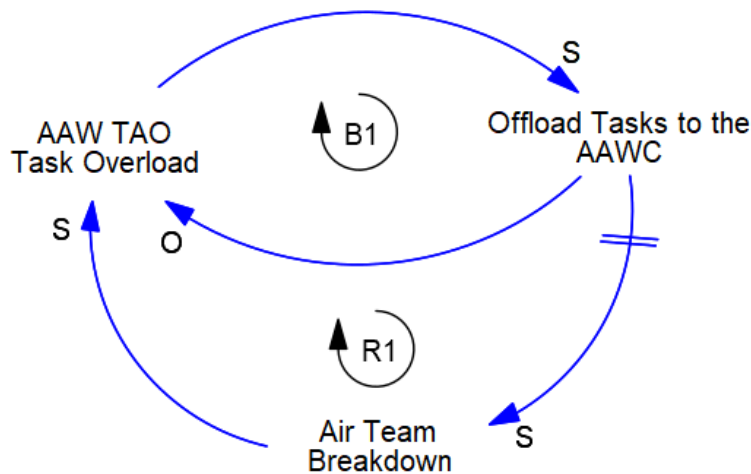 S
AAW TAO
Task Overload
B1
Offload Tasks to the
AAWC
S
O
R1
Air Team
Breakdown
S